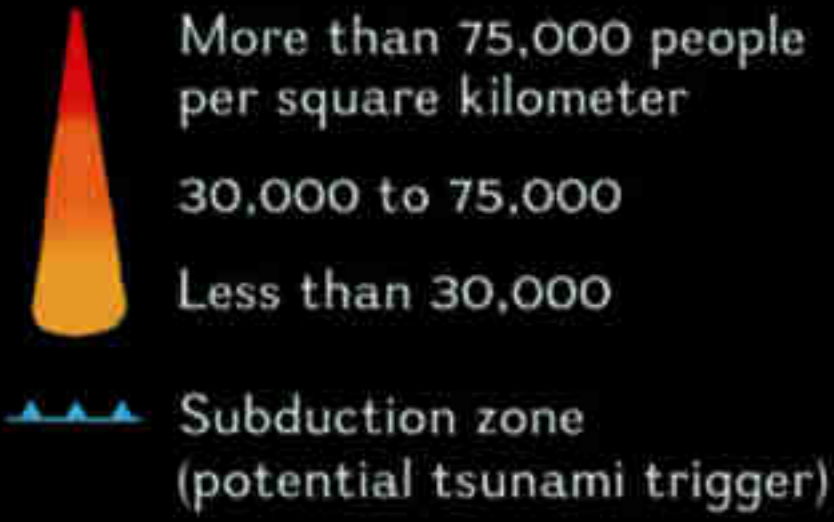 More than 75,000 people
per square kilometer
30,000 to 75,000
Less than 30,000
Subduction zone
(potential tsunami trigger)